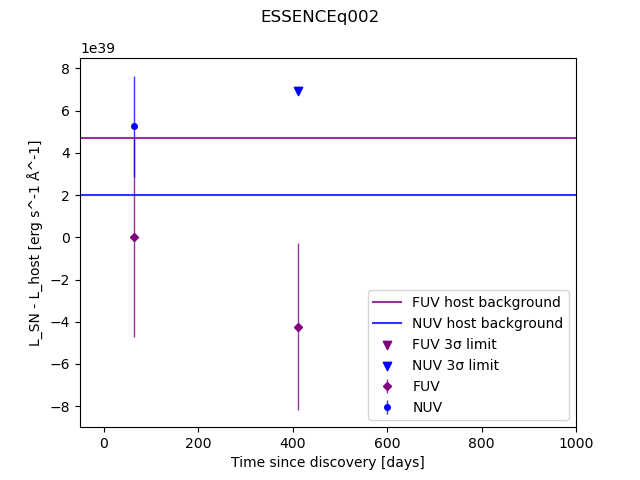 ESSENCEq002
1e39
8
6
4
2
0
−2
−4
−6
−8
L_SN - L_host [erg s^-1 Å^-1]
FUV host background
NUV host background
FUV 3σ limit
NUV 3σ limit
FUV
NUV
0 200 400 600 800 1000
Time since discovery [days]